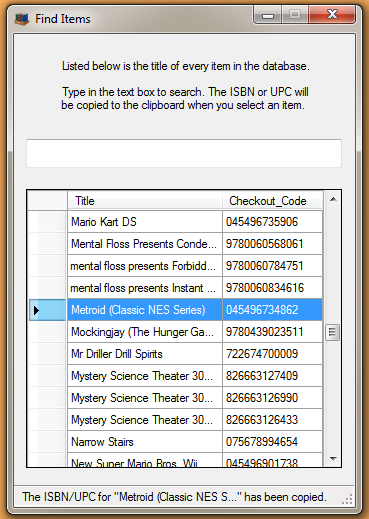 Find Items
Listed below is the title of every item in the database.
Type in the text box to search. The ISBN or UPC will
be copied to the clipboard when you select an item.
Title Checkout_Code
Mario Kart DS 045496735906
Mental Floss Presents Conde... 9780060568061
mental floss presents Forbidd... 9780060784751
mental floss presents Instant ... 9780060834616
Metroid (Classic NES Series) 045496734862
Mockingjay (The Hunger Ga... 9780439023511
Mr Driller Drill Spirits 722674700009
Mystery Science Theater 30... 826663127409
Mystery Science Theater 30... 826663126990
Mystery Science Theater 30... 826663126433
Narrow Stairs 075678994654
New Super Mario Bros. Wii 045496901738
The ISBN/UPC for "Metroid (Classic NES S..." has been copied.